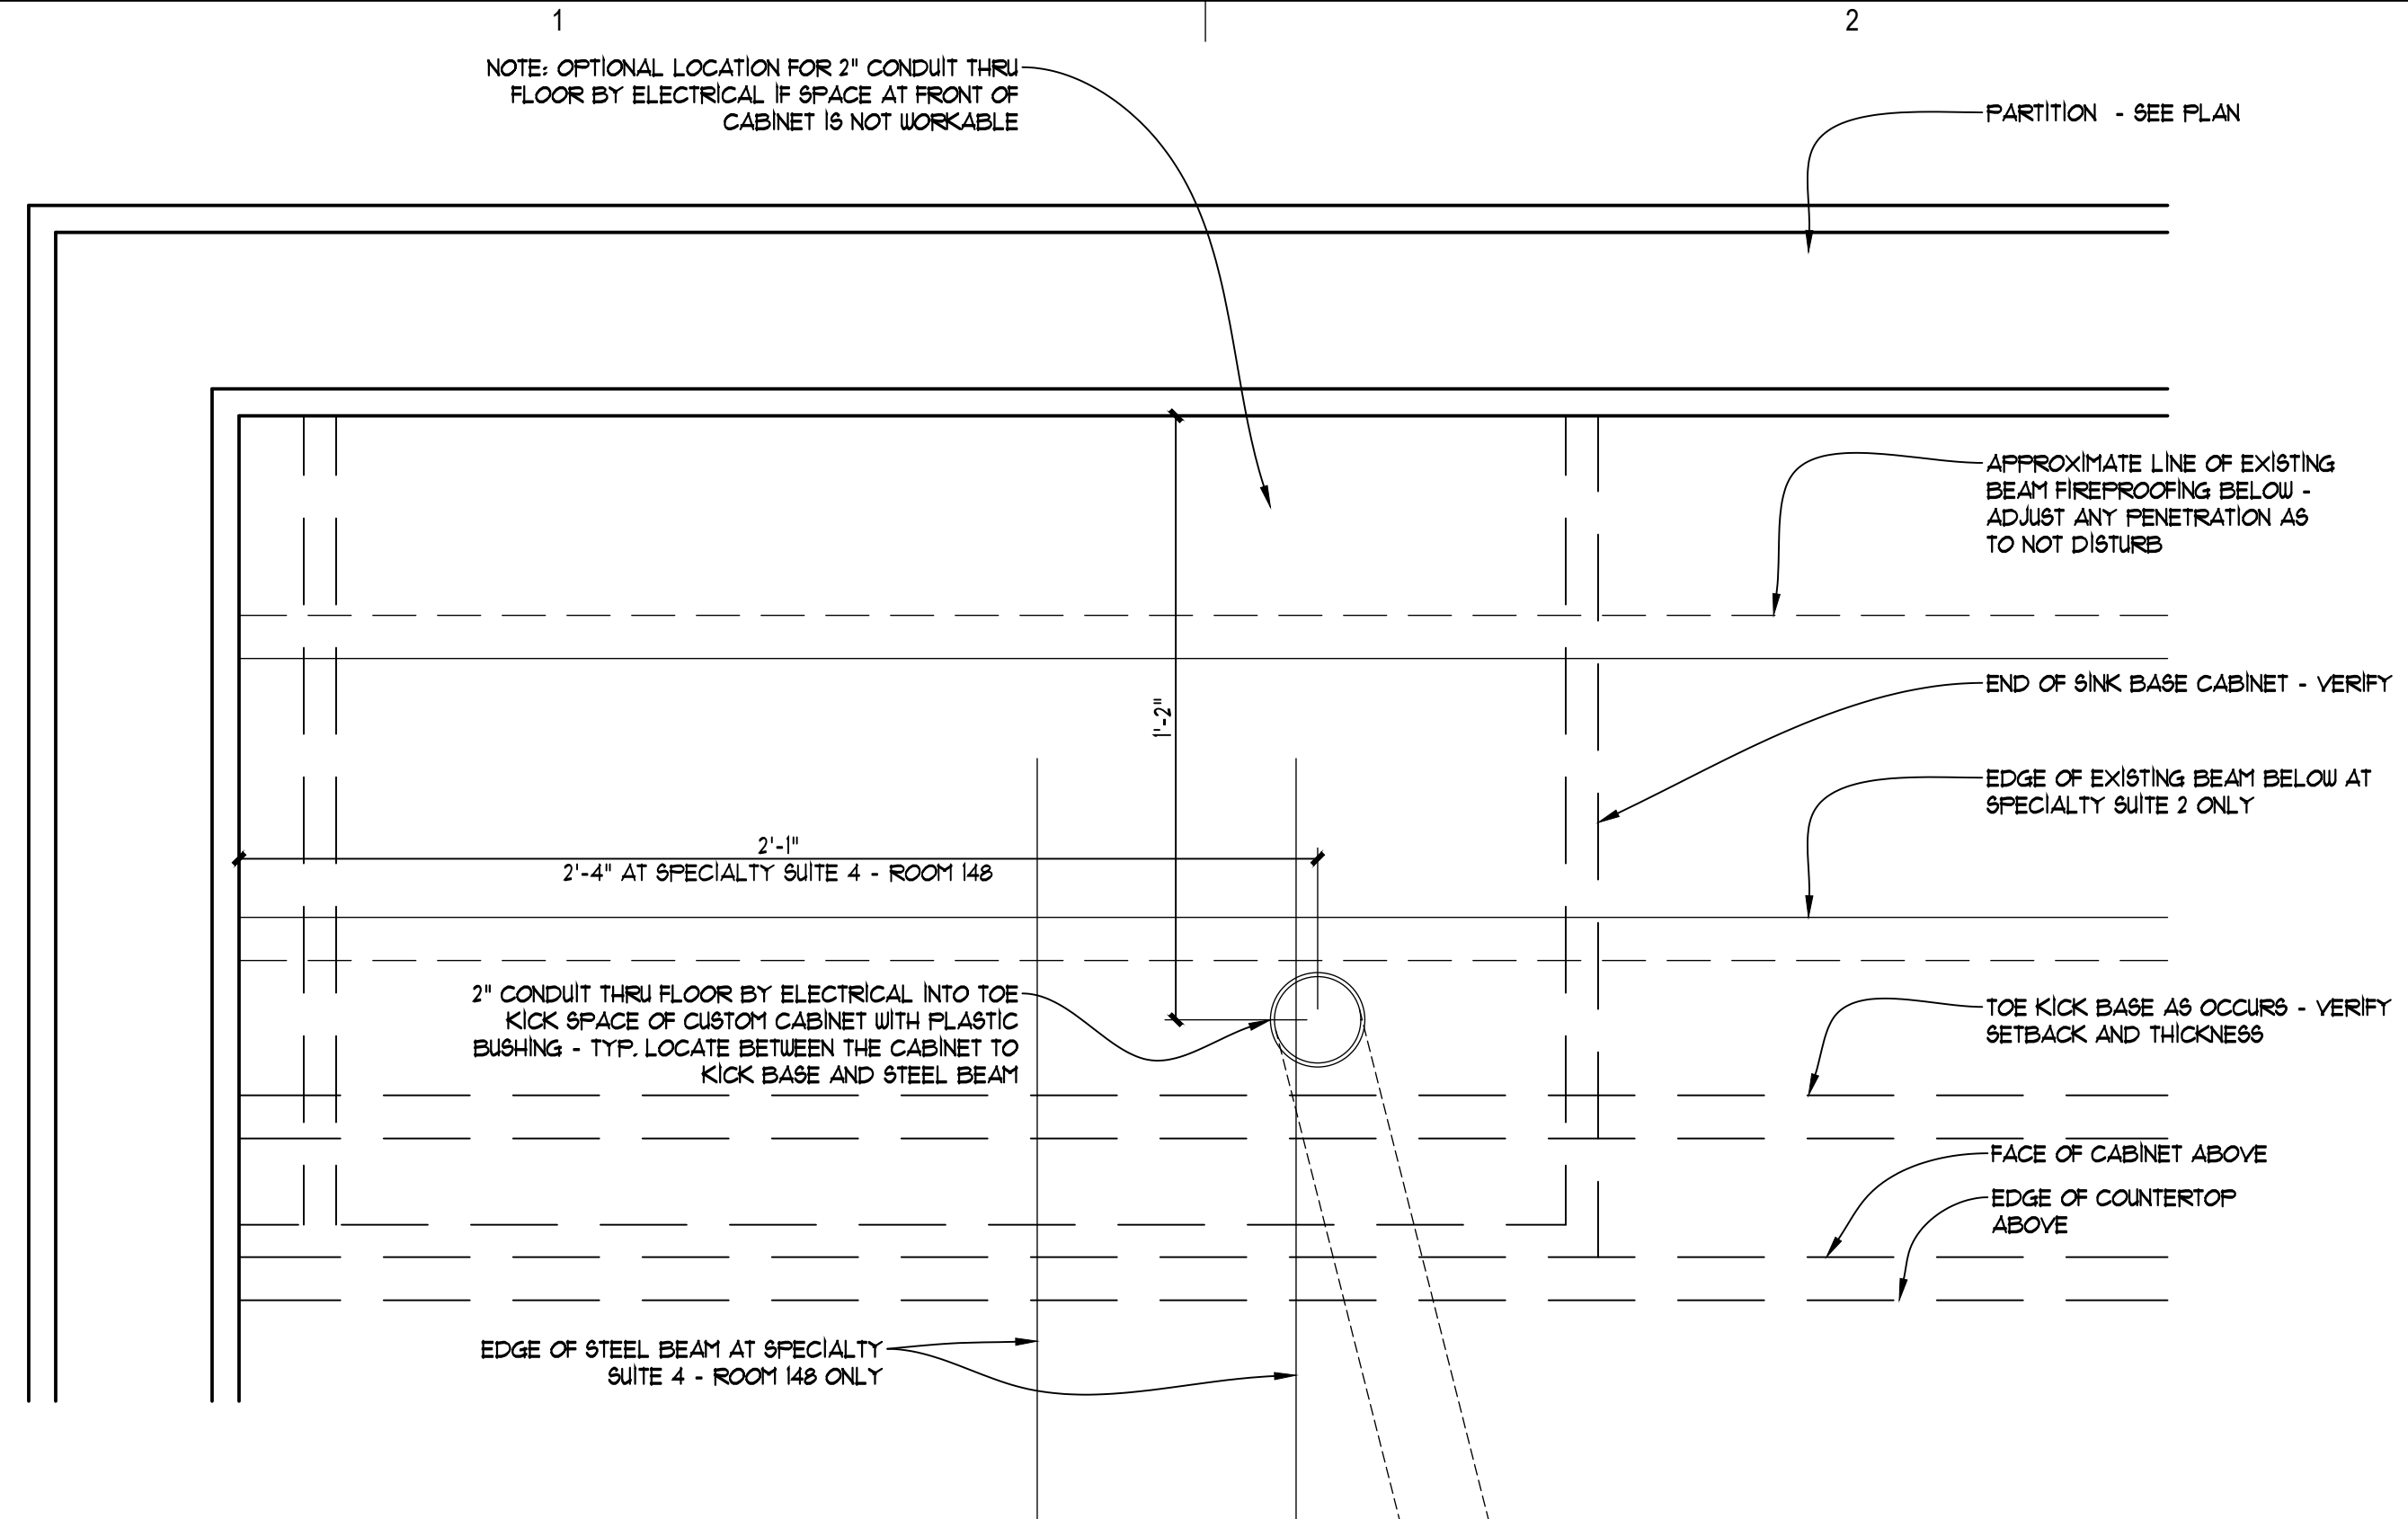 1
2
NOTE: OPTIONAL LOCATION FOR 2" CONDUIT THRU
FLOOR BY ELECTRICAL IF SPACE AT FRONT OF
CABINET IS NOT WORKABLE
PARTITION - SEE PLAN
APPROXIMATE LINE OF EXISTING
BEAM FIREPROOFING BELOW -
ADJUST ANY PENETRATION AS
TO NOT DISTURB
END OF SINK BASE CABINET - VERIFY
1'-2"
EDGE OF EXISTING BEAM BELOW AT
SPECIALTY SUITE 2 ONLY
2'-1"
2'-4" AT SPECIALTY SUITE 4 - ROOM 148
2" CONDUIT THRU FLOOR BY ELECTRICAL INTO TOE
KICK SPACE OF CUSTOM CABINET WITH PLASTIC
BUSHING - TYP. LOCATE BETWEEN THE CABINET TO
KICK BASE AND STEEL BEAM
TOE KICK BASE AS OCCURS - VERIFY
SETBACK AND THICKNESS
FACE OF CABINET ABOVE
EDGE OF COUNTERTOP
ABOVE
EDGE OF STEEL BEAM AT SPECIALTY
SUITE 4 - ROOM 148 ONLY